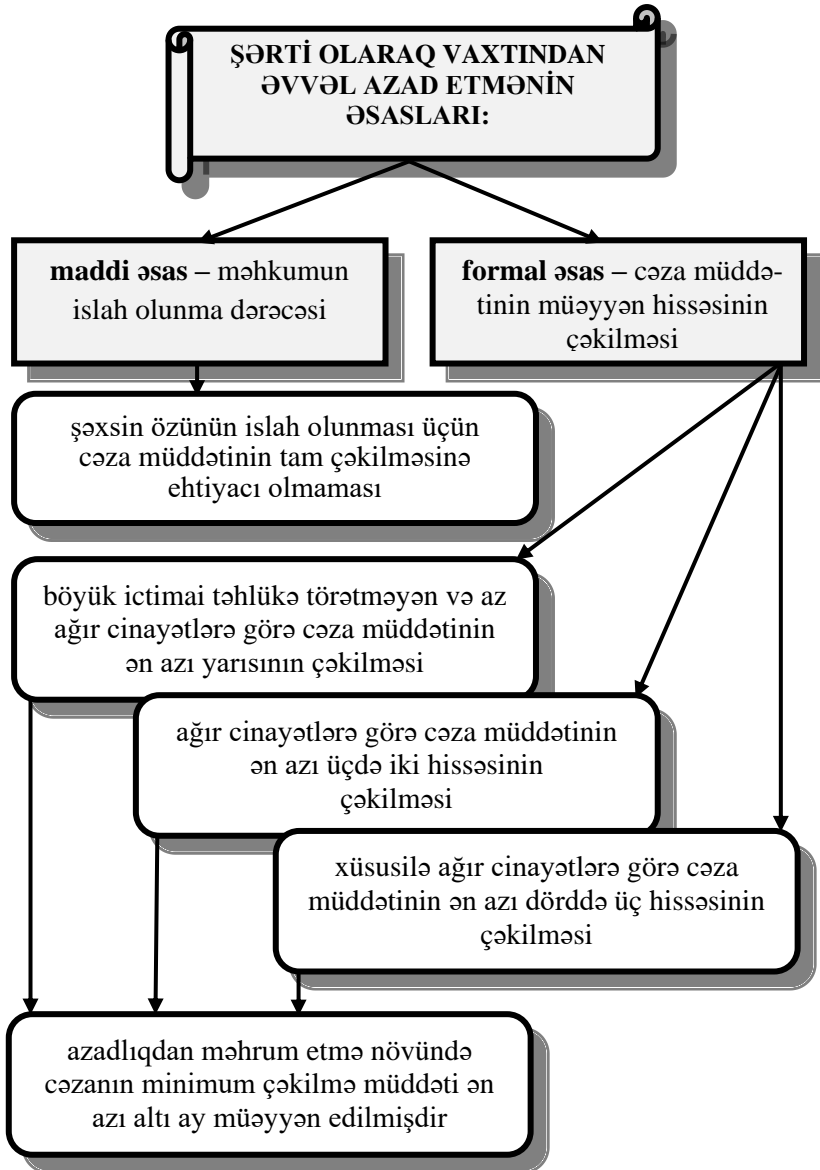 ŞƏRTİ OLARAQ VAXTINDAN
ƏVVƏL AZAD ETMƏNİN
ƏSASLARI:
maddi əsas – məhkumun
islah olunma dərəcəsi
formal əsas – cəza müddə-
tinin müəyyən hissəsinin
çəkilməsi
şəxsin özünün islah olunması üçün
cəza müddətinin tam çəkilməsinə
ehtiyacı olmaması
böyük ictimai təhlükə törətməyən və az
ağır cinayətlərə görə cəza müddətinin
ən azı yarısının çəkilməsi
ağır cinayətlərə görə cəza müddətinin
ən azı üçdə iki hissəsinin
çəkilməsi
xüsusilə ağır cinayətlərə görə cəza
müddətinin ən azı dörddə üç hissəsinin
çəkilməsi
azadlıqdan məhrum etmə növündə
cəzanın minimum çəkilmə müddəti ən
azı altı ay müəyyən edilmişdir